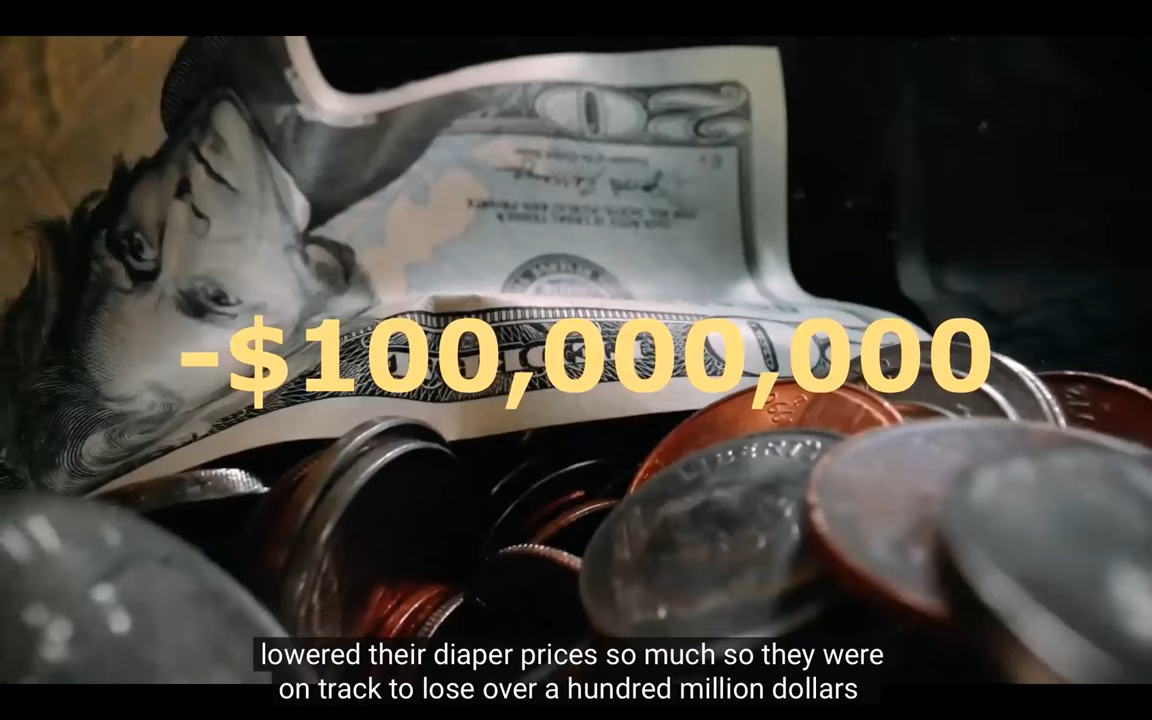 -$100,000,000
LIBERTY
lowered their diaper prices so much so they were
on track to lose over a hundred million dollars